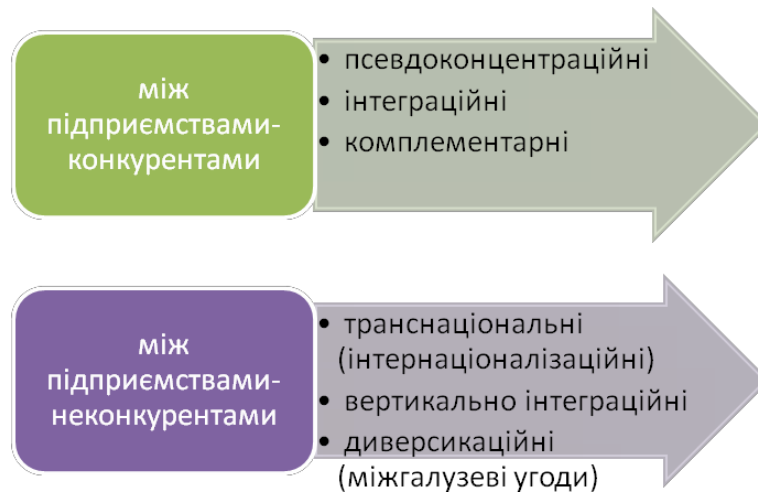 між
підприємствами-
конкурентами
• псевдоконцентраційні
• інтеграційні
• комплементарні
між
підприємствами-
неконкурентами
• транснаціональні
(інтернаціоналізаційні)
• вертикально інтеграційні
• диверсикаційні
(міжгалузеві угоди)